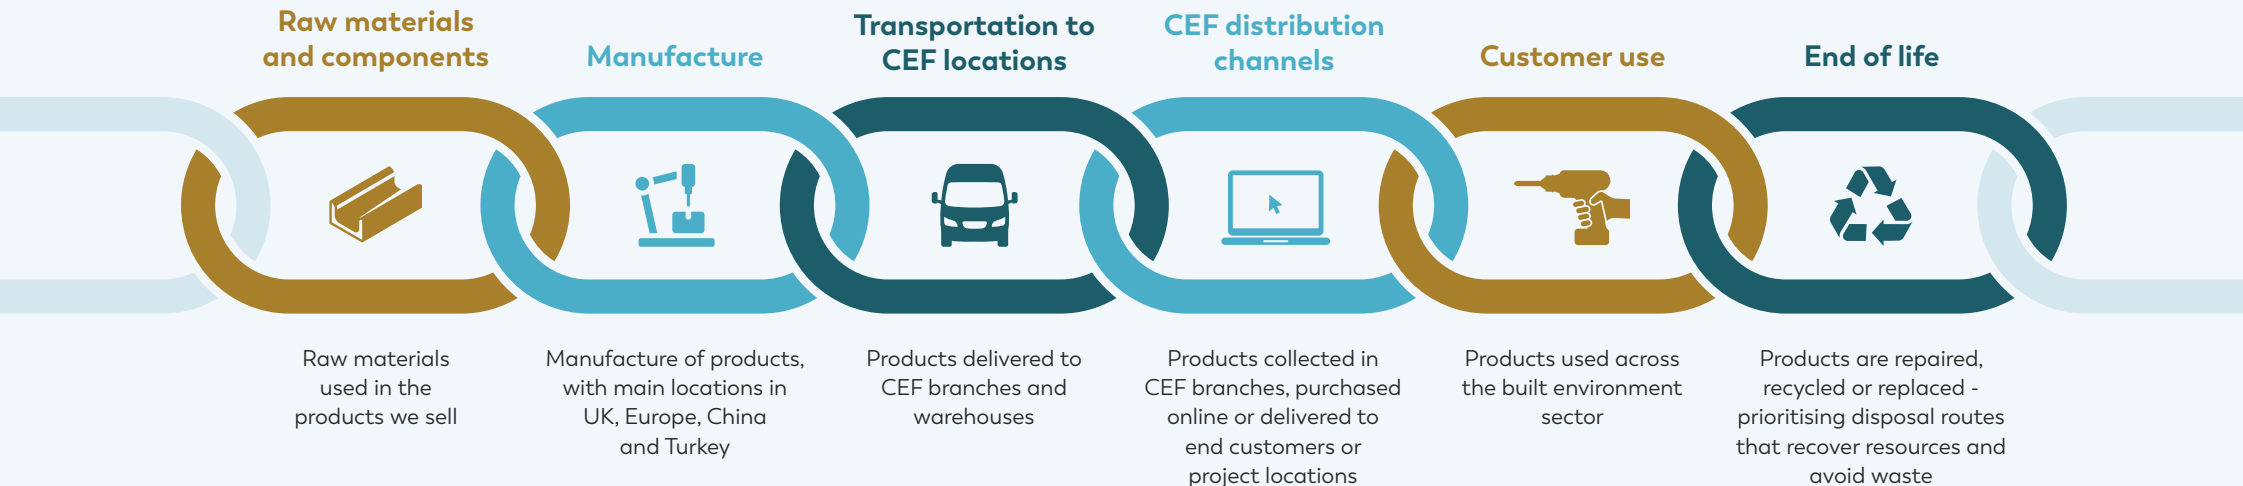 Raw materials
and components
Manufacture
Transportation to
CEF locations
CEF distribution
channels
Customer use
End of life
Raw materials
used in the
products we sell
Manufacture of products,
with main locations in
UK, Europe, China
and Turkey
Products delivered to
CEF branches and
warehouses
Products collected in
CEF branches, purchased
online or delivered to
end customers or
project locations
Products used across
the built environment
sector
Products are repaired,
recycled or replaced -
prioritising disposal routes
that recover resources and
avoid waste